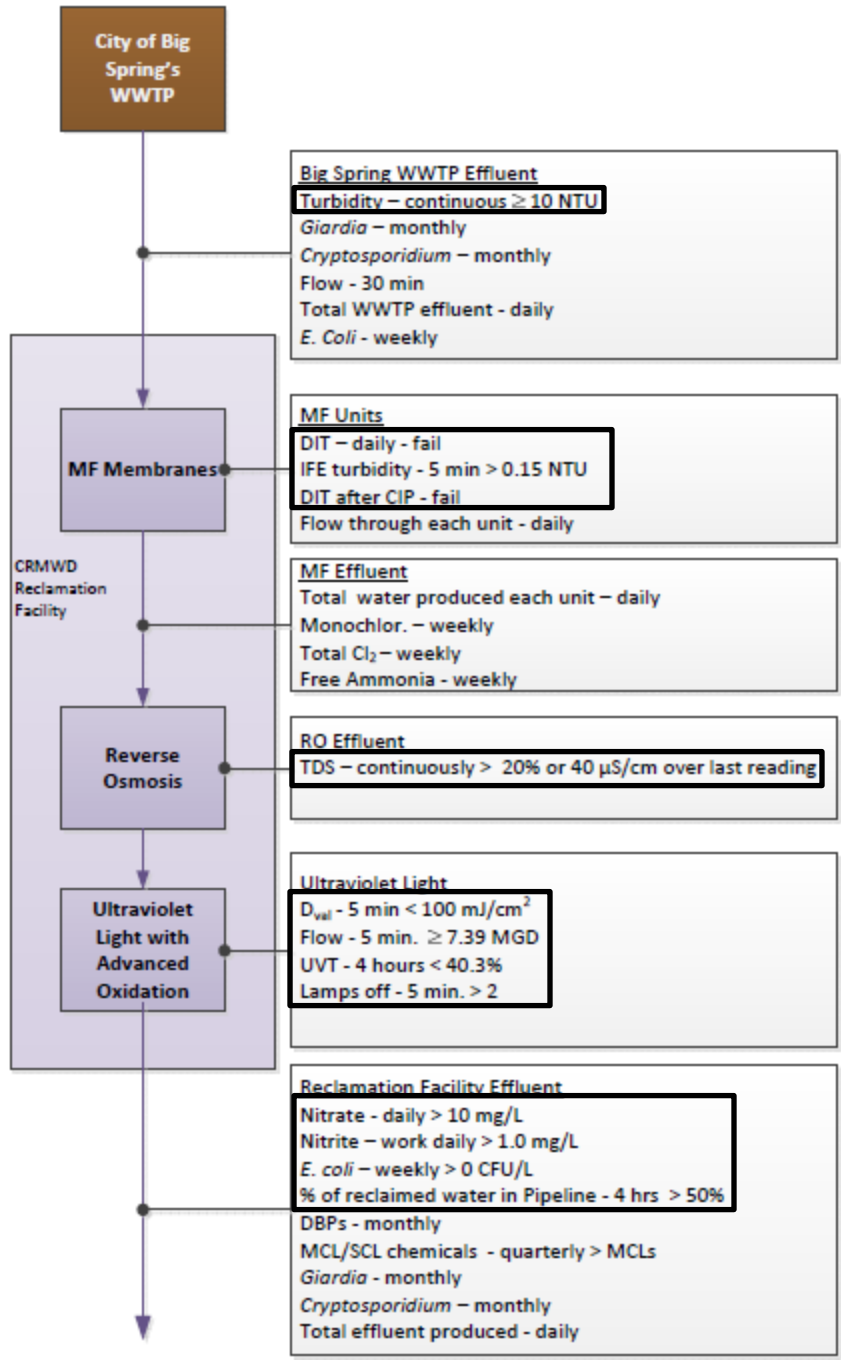 City of Big
Spring's
WWTP
Big Spring WWTP Effluent
Turbidity – continuous ≥ 10 NTU
Giardia – monthly
Cryptosporidium – monthly
Flow - 30 min
Total WWTP effluent - daily
E. Coli - weekly
MF Membranes
MF Units
DIT – daily - fail
IFE turbidity - 5 min > 0.15 NTU
DIT after CIP - fail
Flow through each unit - daily
CRMWD
Reclamation
Facility
MF Effluent
Total water produced each unit – daily
Monochlor. – weekly
Total Cl₂ – weekly
Free Ammonia - weekly
Reverse
Osmosis
RO Effluent
TDS – continuously > 20% or 40 µS/cm over last reading
Ultraviolet
Light with
Advanced
Oxidation
Ultraviolet Light
Dval - 5 min < 100 mJ/cm²
Flow - 5 min. ≥ 7.39 MGD
UVT - 4 hours < 40.3%
Lamps off - 5 min. > 2
Reclamation Facility Effluent
Nitrate - daily > 10 mg/L
Nitrite – work daily > 1.0 mg/L
E. coli – weekly > 0 CFU/L
% of reclaimed water in Pipeline - 4 hrs > 50%
DBPs - monthly
MCL/SCL chemicals - quarterly > MCLs
Giardia - monthly
Cryptosporidium – monthly
Total effluent produced - daily